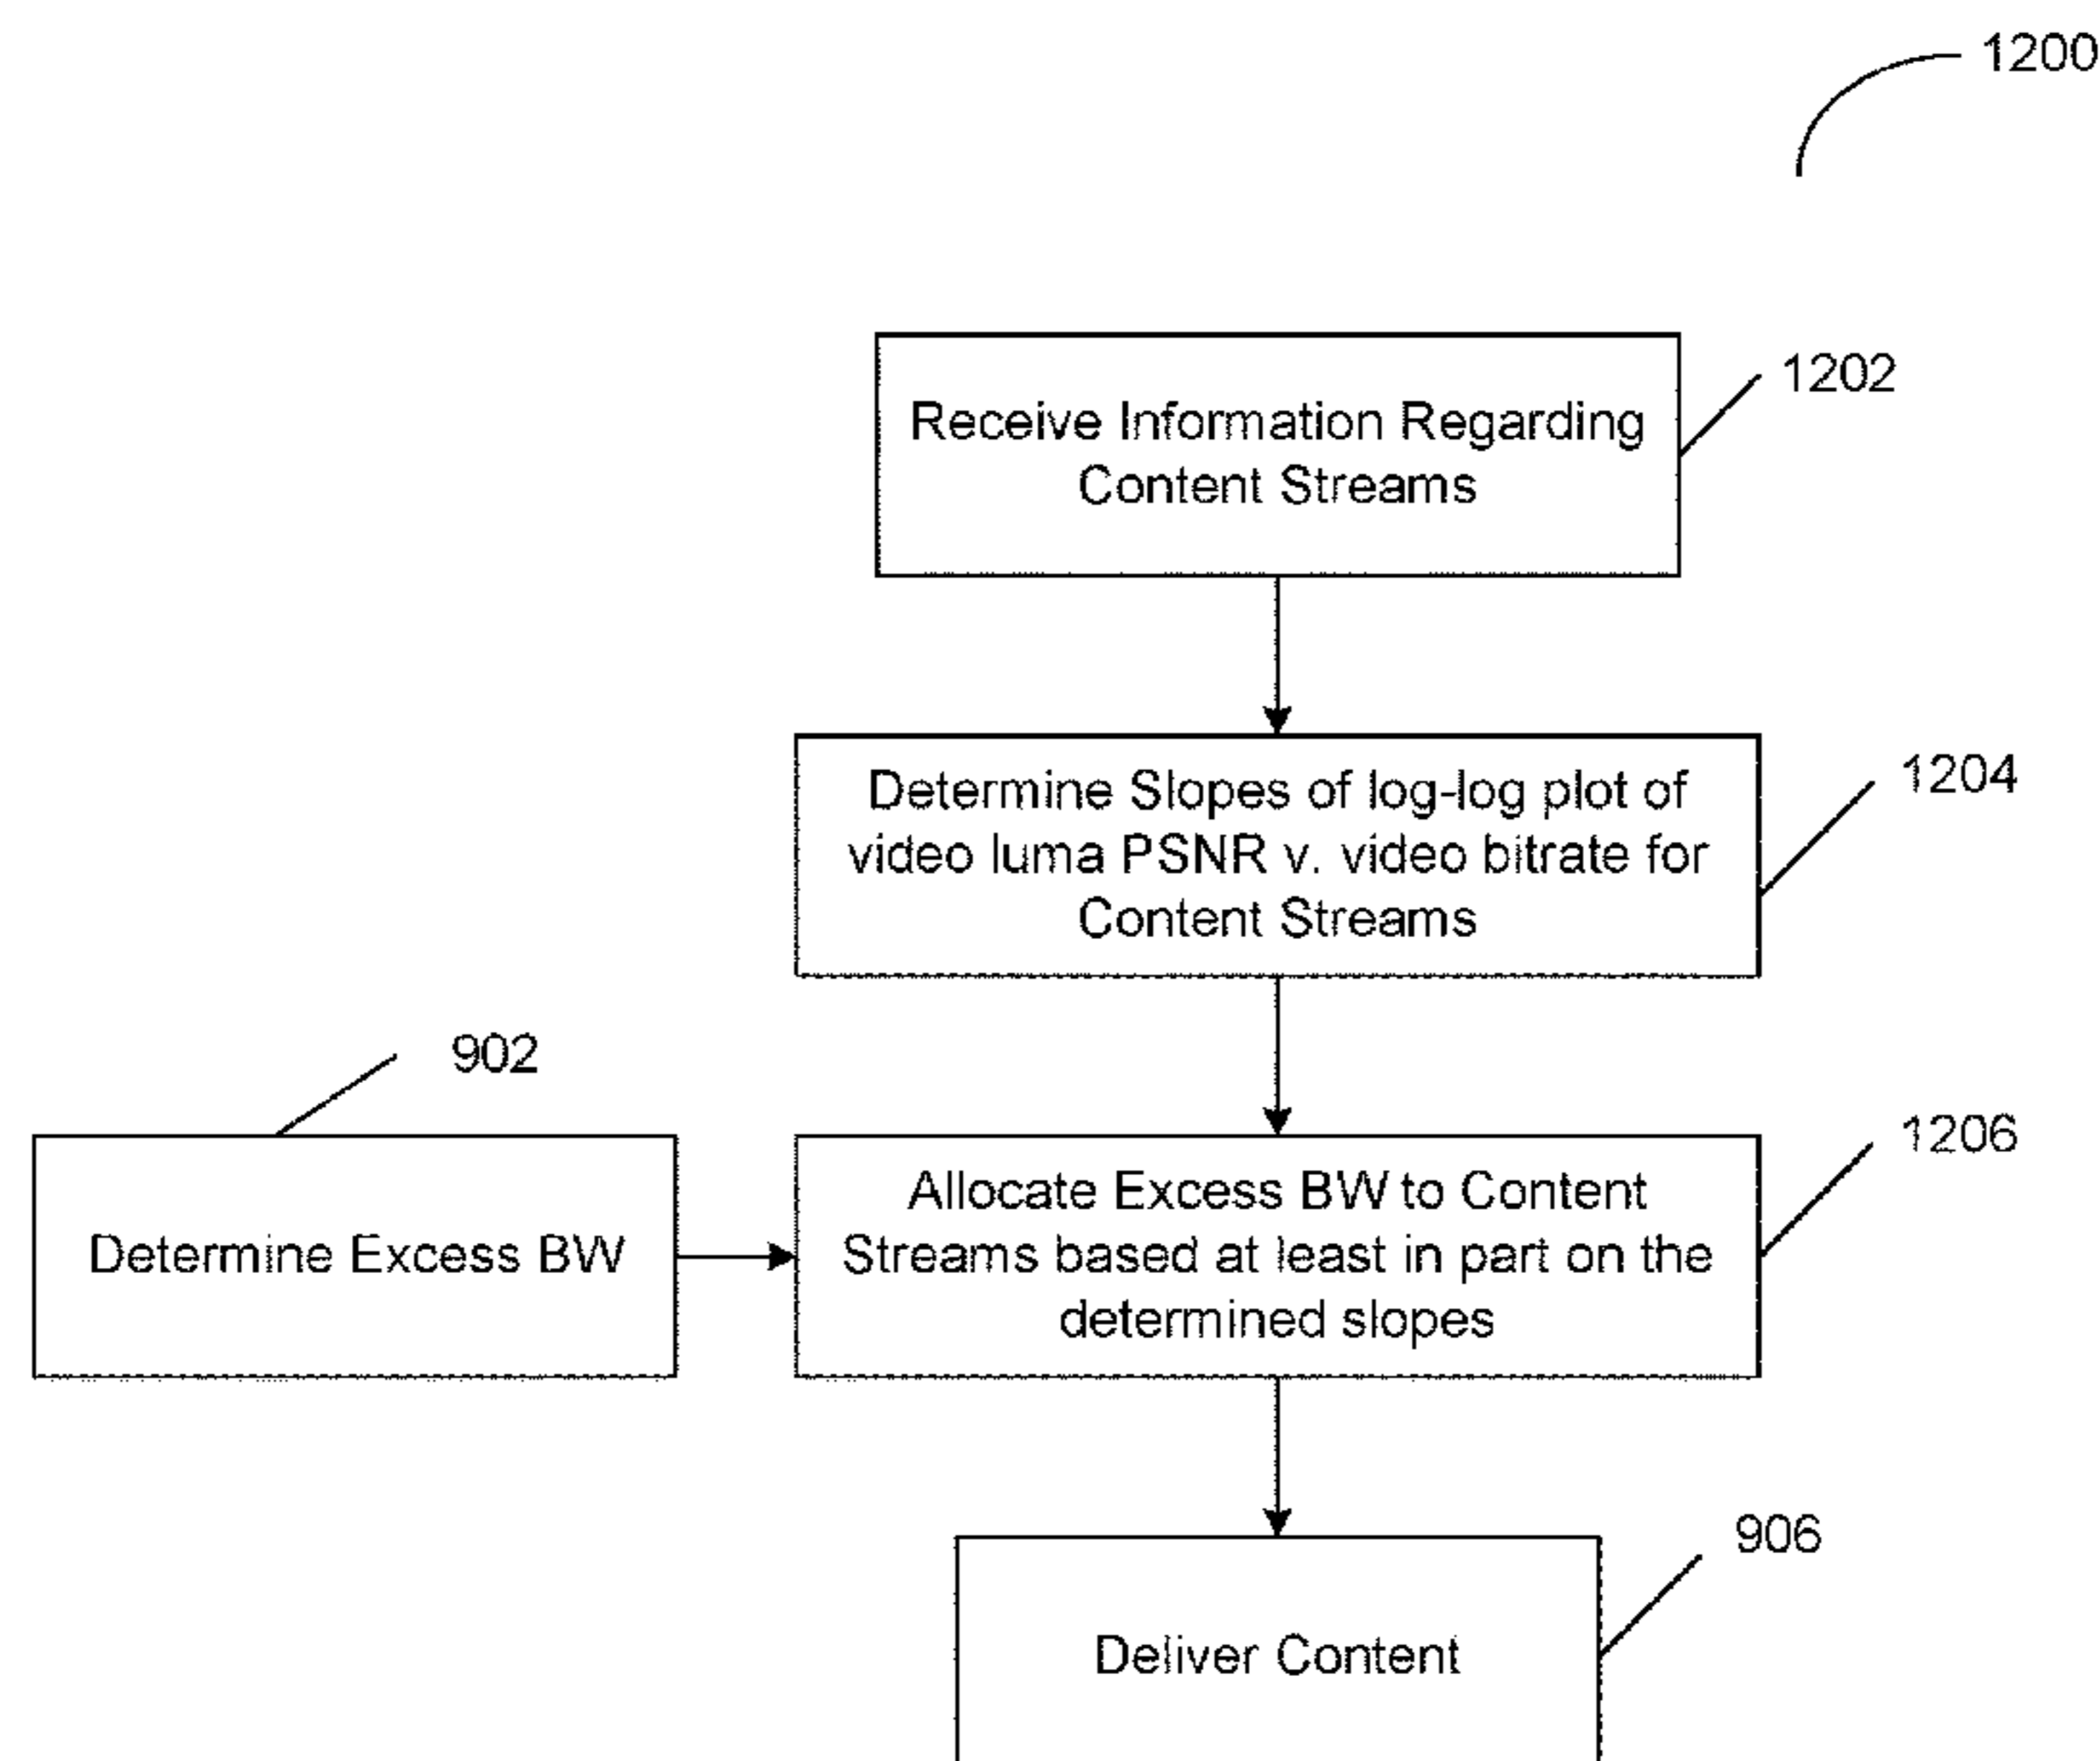 1200
Receive Information Regarding
Content Streams
1202
Determine Slopes of log-log plot of
video luma PSNR v. video bitrate for
Content Streams
1204
902
Determine Excess BW
Allocate Excess BW to Content
Streams based at least in part on the
determined slopes
1206
Deliver Content
906